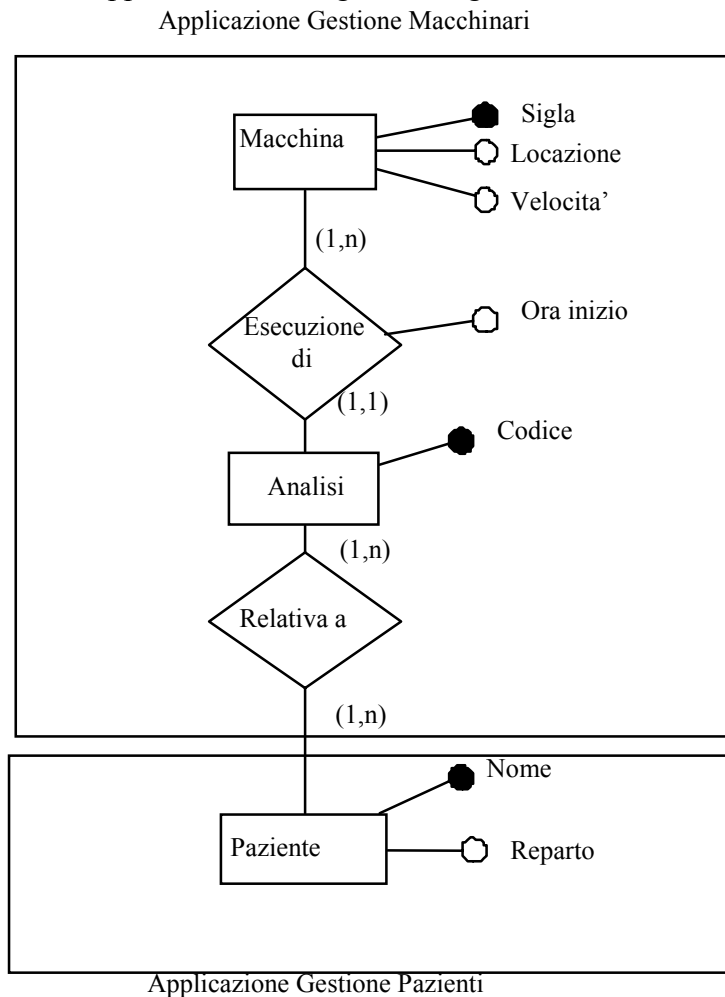 Applicazione Gestione Macchinari
Macchina
Sigla
Locazione
Velocita’
(1,n)
Esecuzione
di
Ora inizio
(1,1)
Codice
Analisi
(1,n)
Relativa a
(1,n)
Nome
Paziente
Reparto
Applicazione Gestione Pazienti